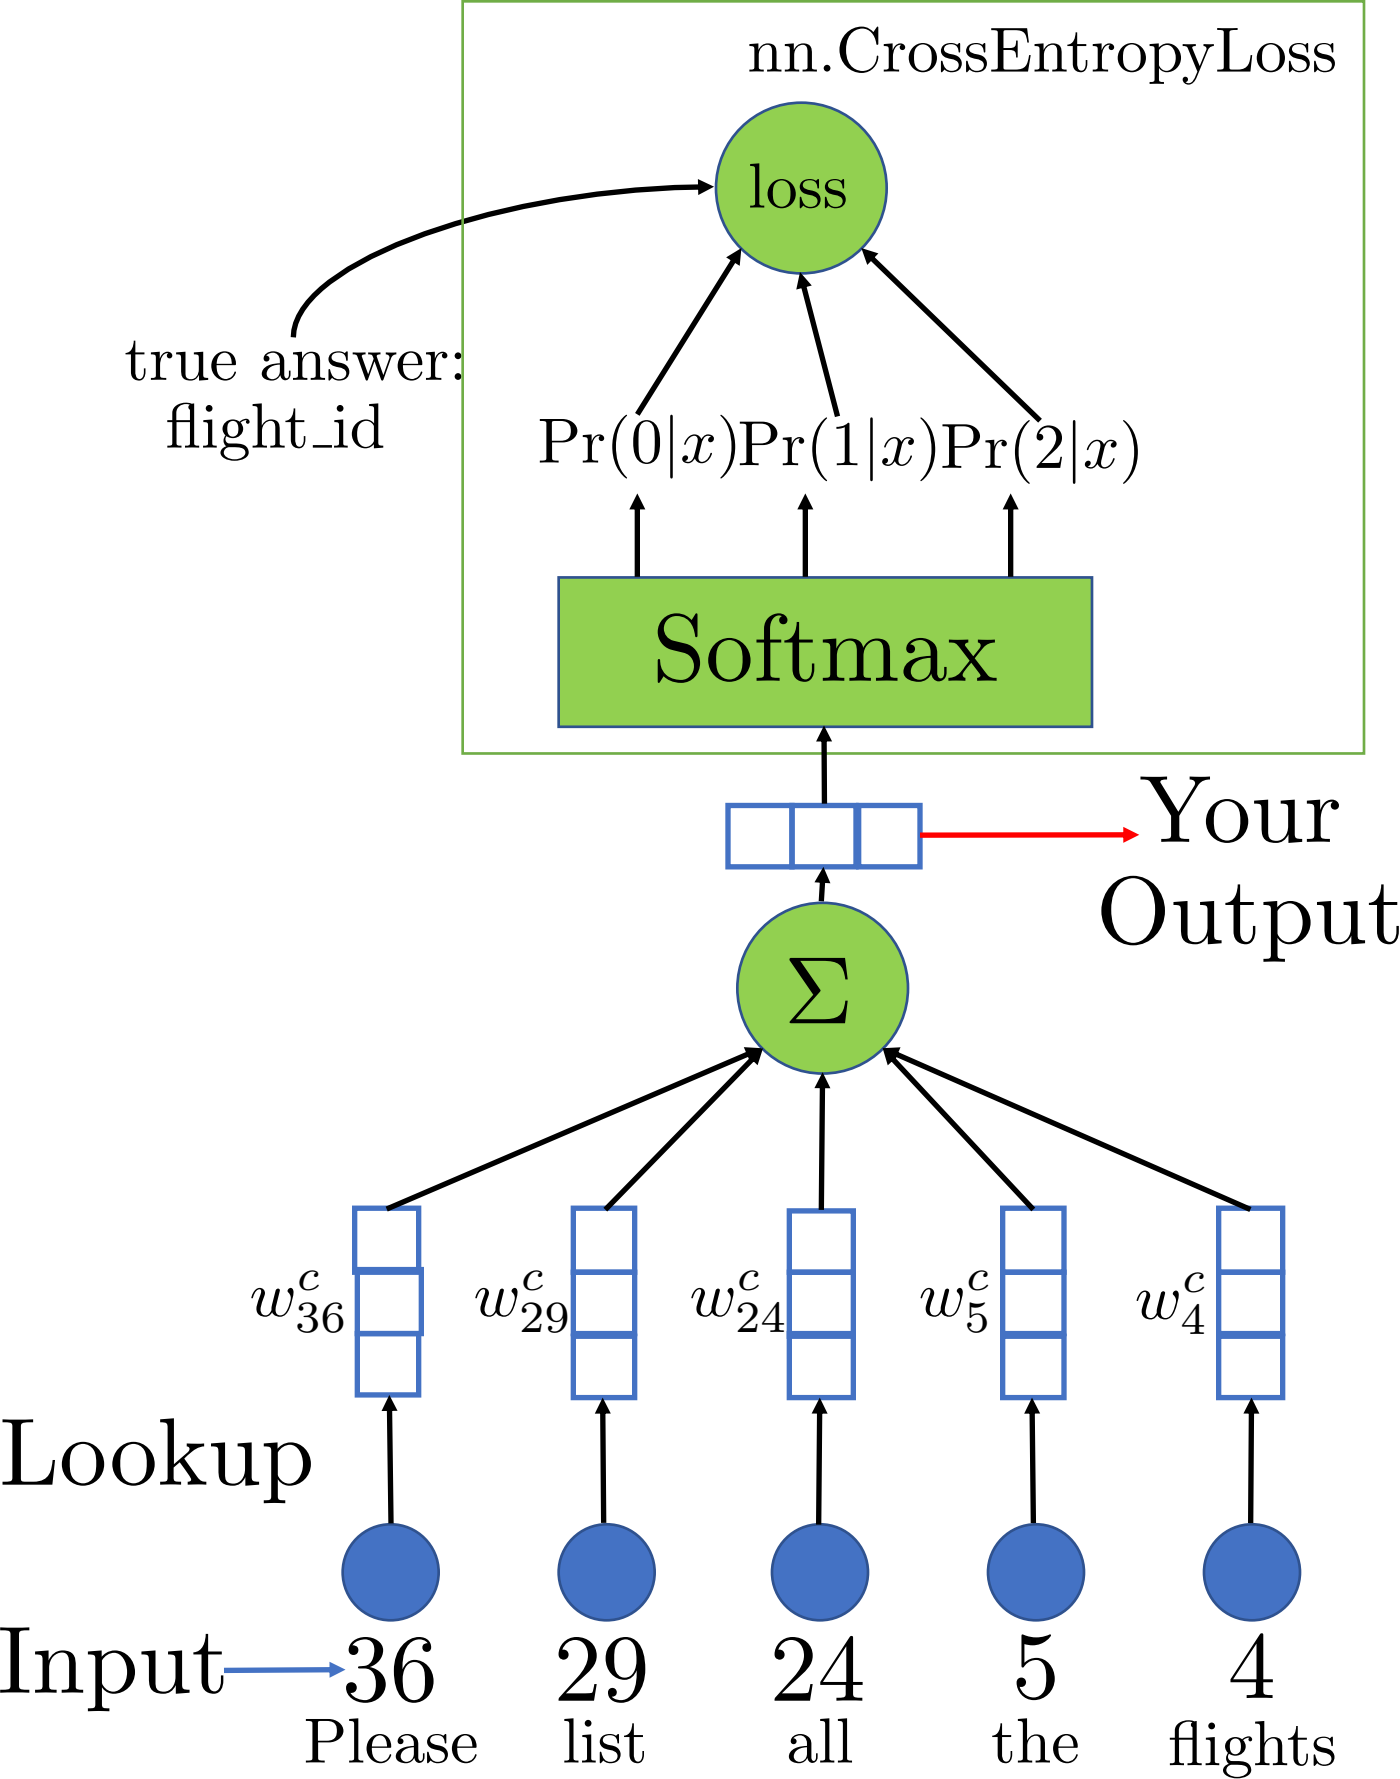 nn.CrossEntropyLoss
loss
true answer:
flight_id
Pr(0|x) Pr(1|x) Pr(2|x)
Softmax
Your
Output
Σ
w^c_36 w^c_29 w^c_24 w^c_5 w^c_4
Lookup
Input 36 29 24 5 4
Please list all the flights